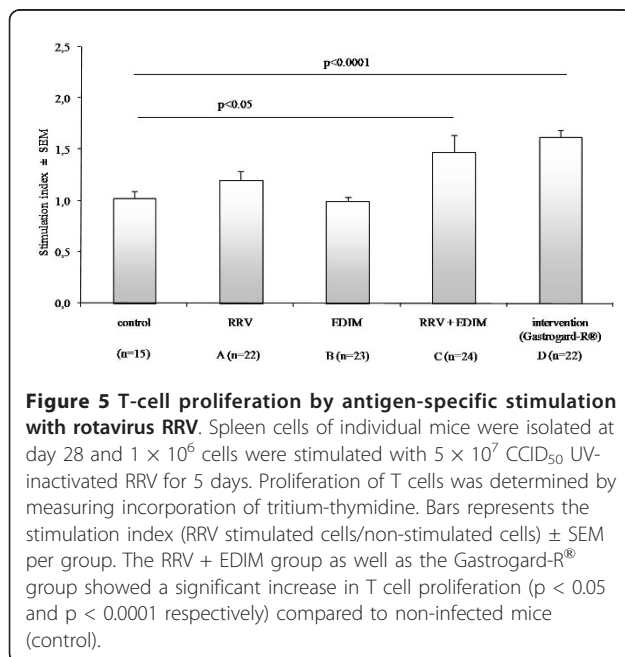 p<0.0001
p<0.05
2,5
2,0
1,5
1,0
0,5
0,0
Stimulation index ± SEM
control RRV EDIM RRV + EDIM intervention
(Gastrogard-R®)
(n=15) A (n=22) B (n=23) C (n=24) D (n=22)
Figure 5 T-cell proliferation by antigen-specific stimulation
with rotavirus RRV. Spleen cells of individual mice were isolated at
day 28 and 1 × 10⁶ cells were stimulated with 5 × 10⁷ CCID₅₀ UV-
inactivated RRV for 5 days. Proliferation of T cells was determined by
measuring incorporation of tritium-thymidine. Bars represents the
stimulation index (RRV stimulated cells/non-stimulated cells) ± SEM
per group. The RRV + EDIM group as well as the Gastrogard-R®
group showed a significant increase in T cell proliferation (p < 0.05
and p < 0.0001 respectively) compared to non-infected mice
(control).